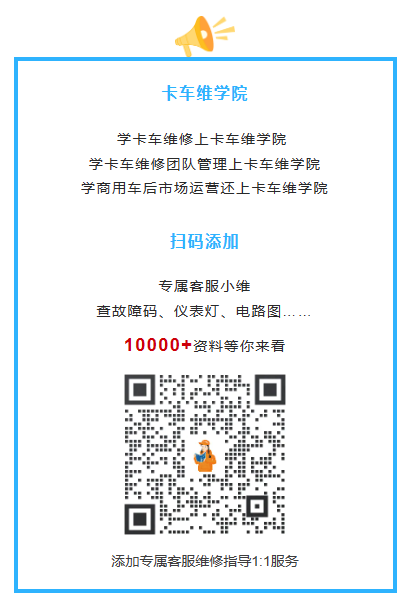 卡车维学院
学卡车维修上卡车维学院
学卡车维修团队管理上卡车维学院
学商用车后市场运营还上卡车维学院
扫码添加
专属客服小维
查故障码、仪表灯、电路图……
10000+资料等你来看
添加专属客服维修指导1:1服务